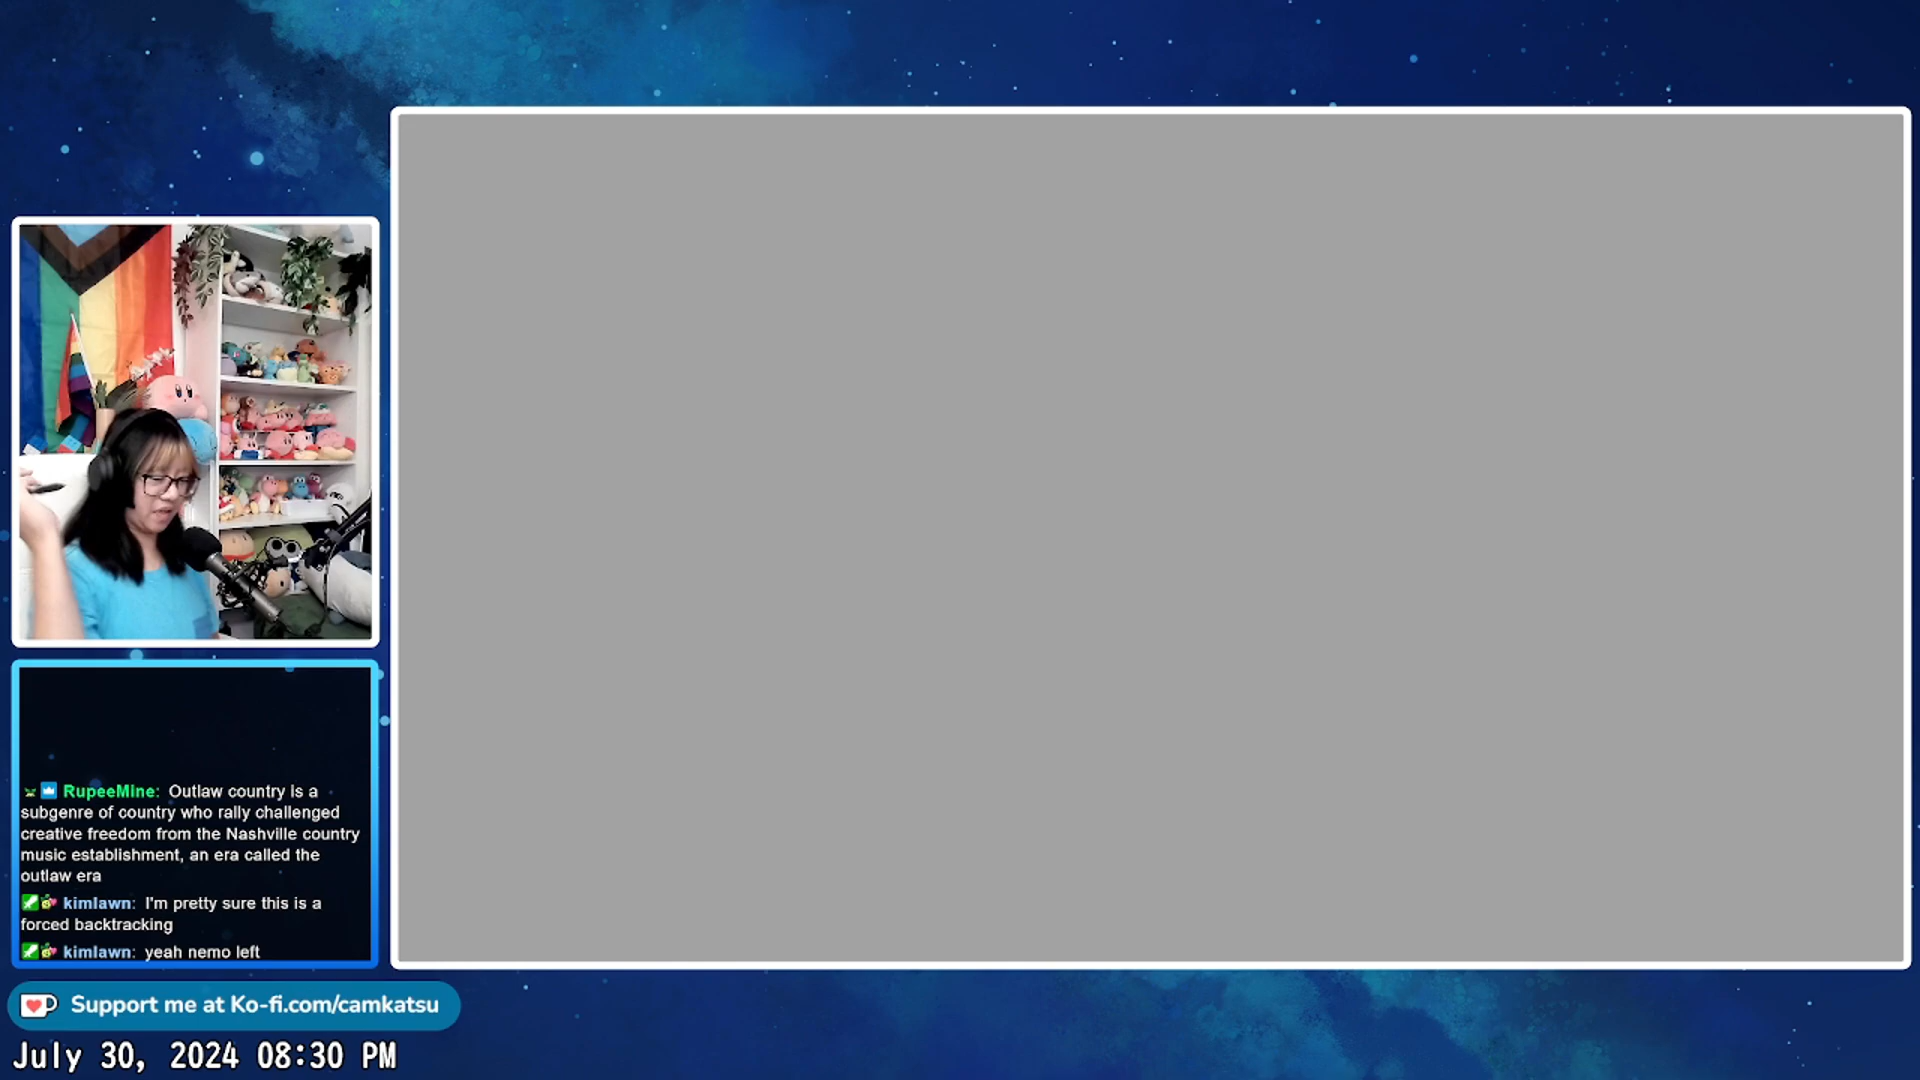 RupeeMine: Outlaw country is a
subgenre of country who rally challenged
creative freedom from the Nashville country
music establishment, an era called the
outlaw era
kimlawn: I'm pretty sure this is a
forced backtracking
kimlawn: yeah nemo left
Support me at Ko-fi.com/camkatsu
July 30, 2024 08:30 PM